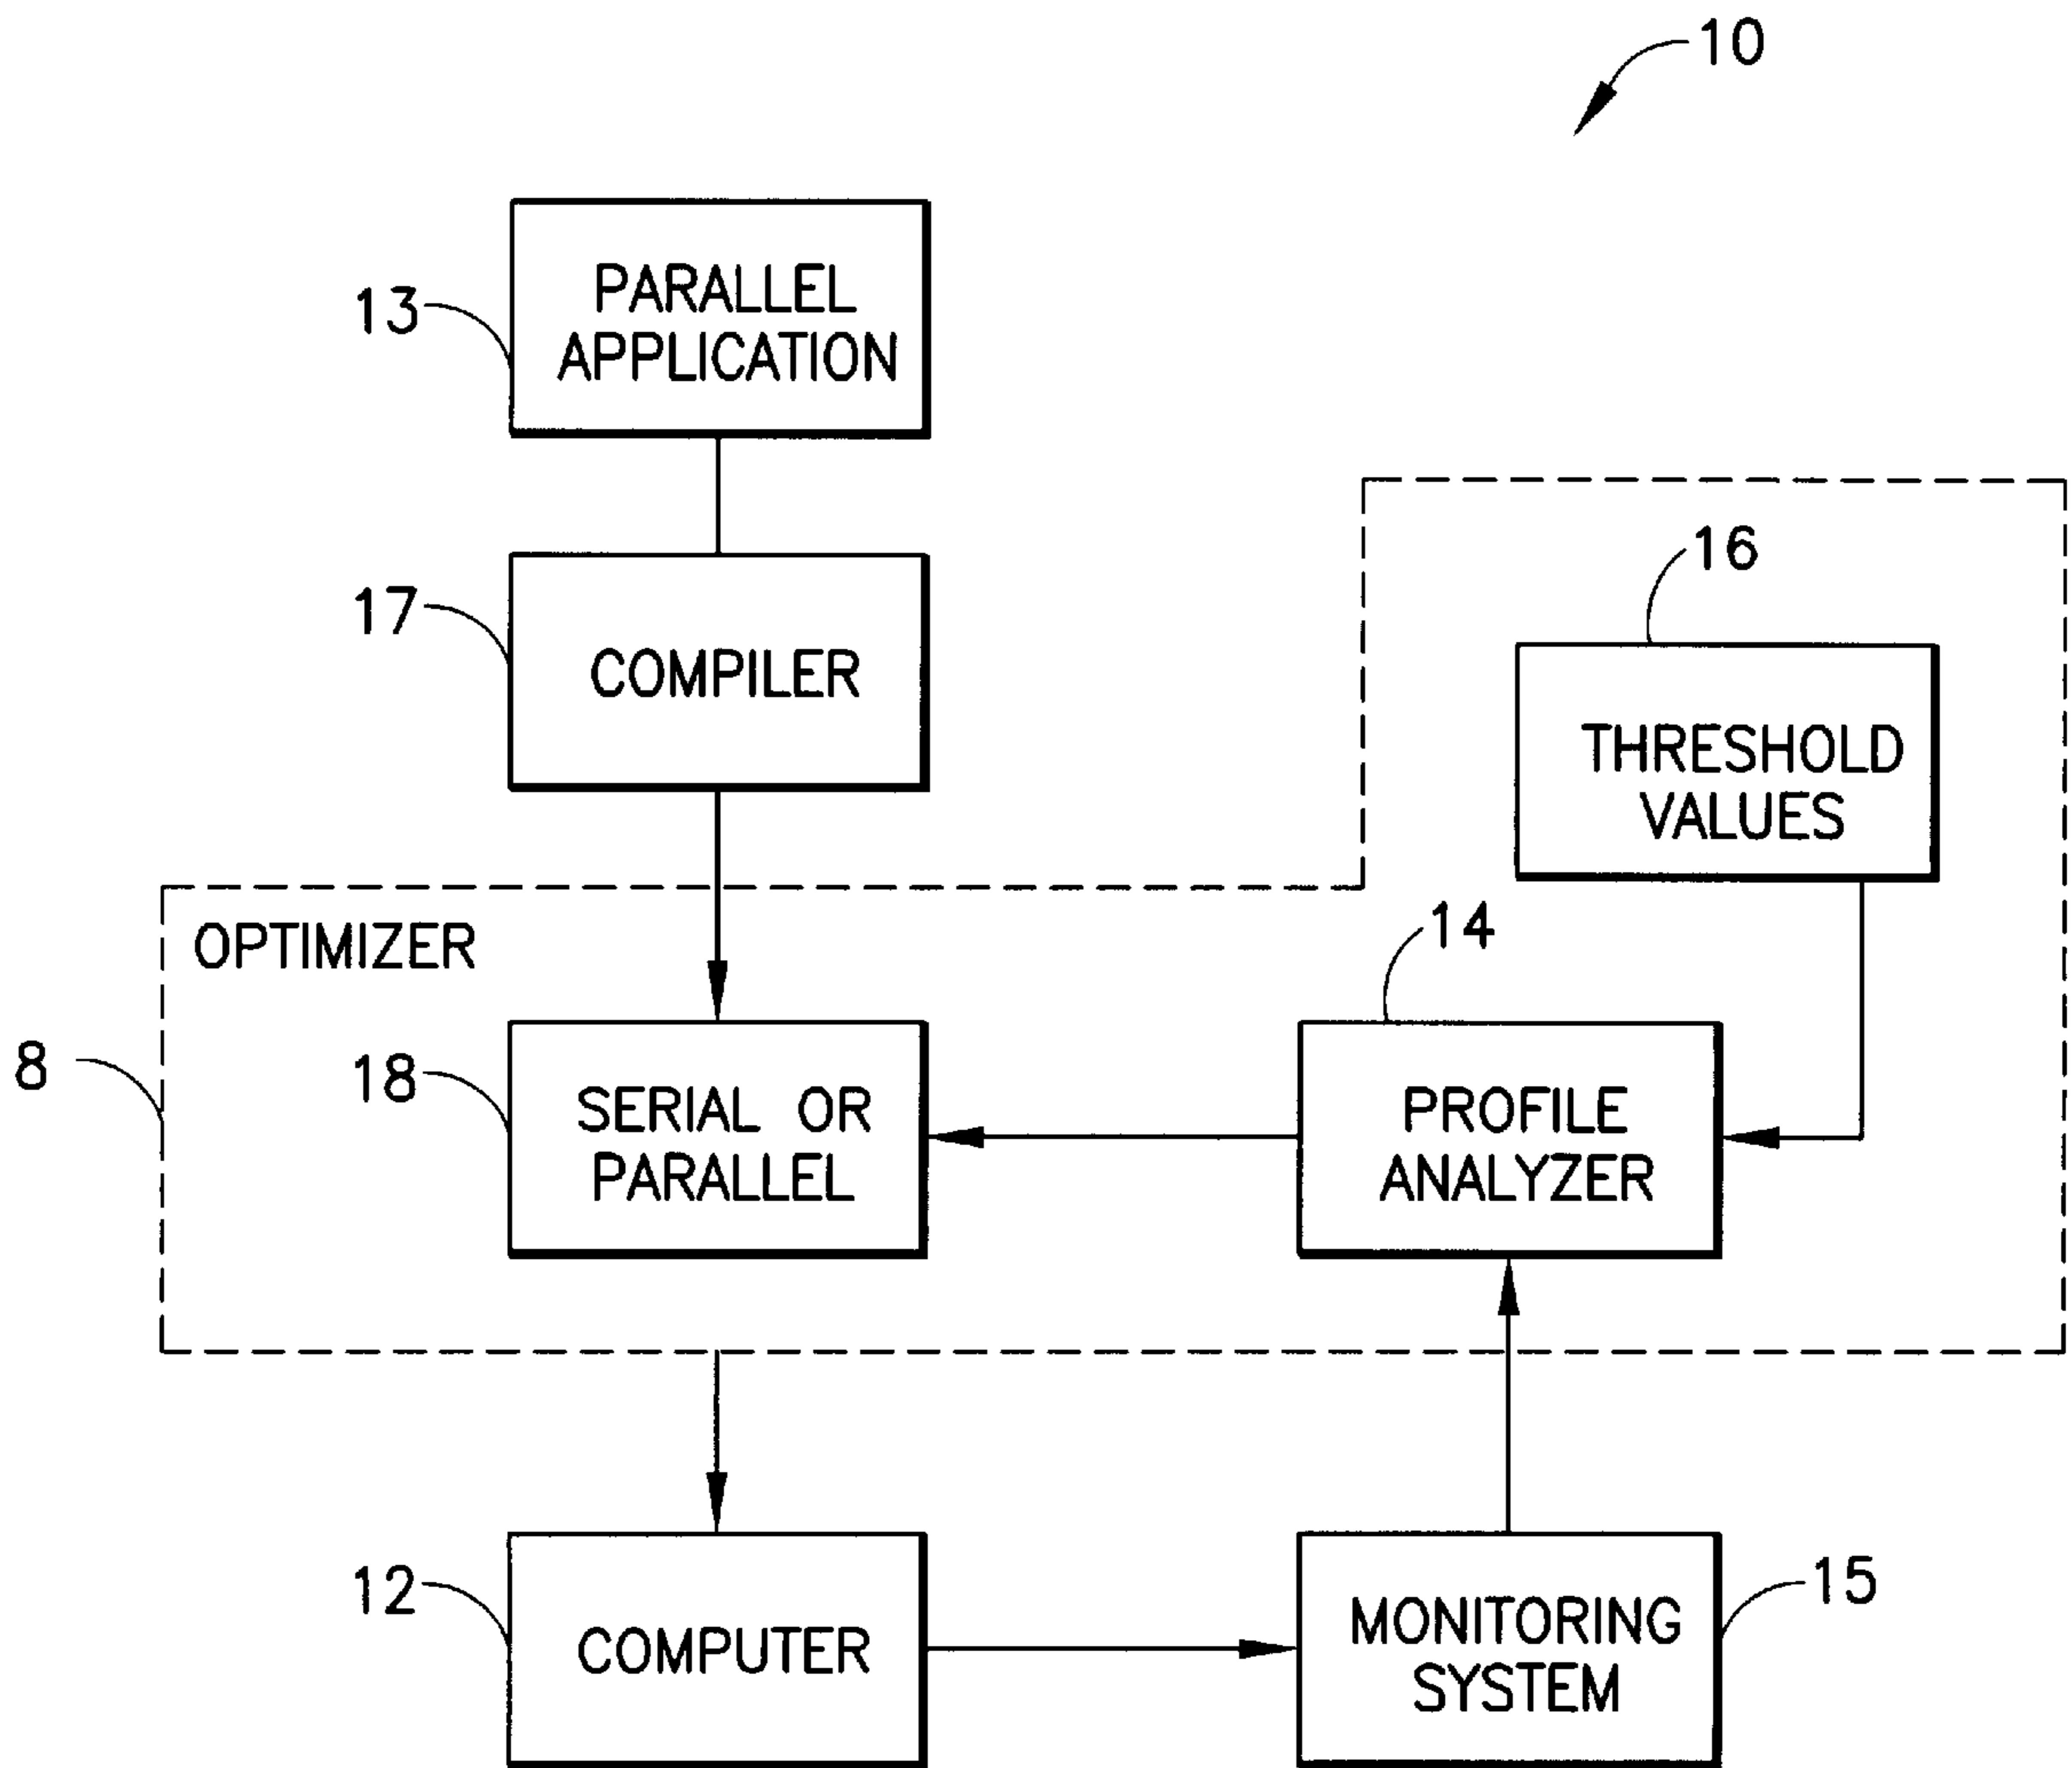 10
PARALLEL
APPLICATION
13
17
COMPILER
16
THRESHOLD
VALUES
OPTIMIZER
14
8
18
SERIAL OR
PARALLEL
PROFILE
ANALYZER
12
COMPUTER
MONITORING
SYSTEM
15